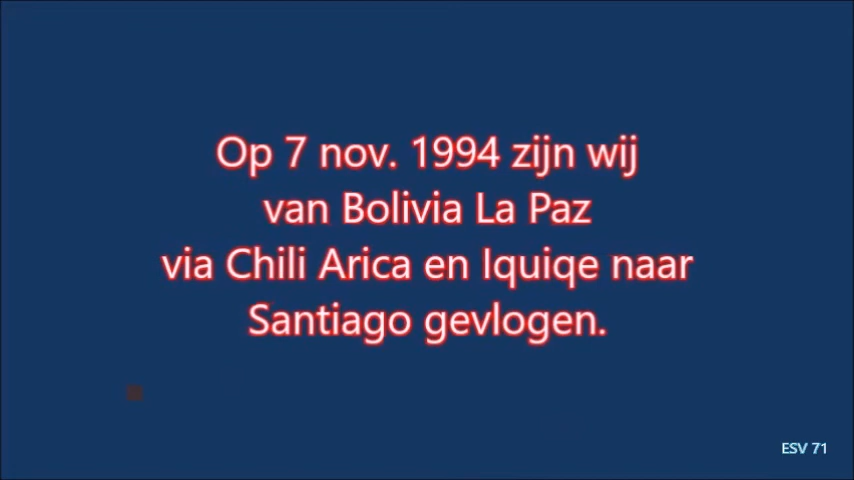 Op 7 nov. 1994 zijn wij
van Bolivia La Paz
via Chili Arica en Iquiqe naar
Santiago gevlogen.
ESV 71